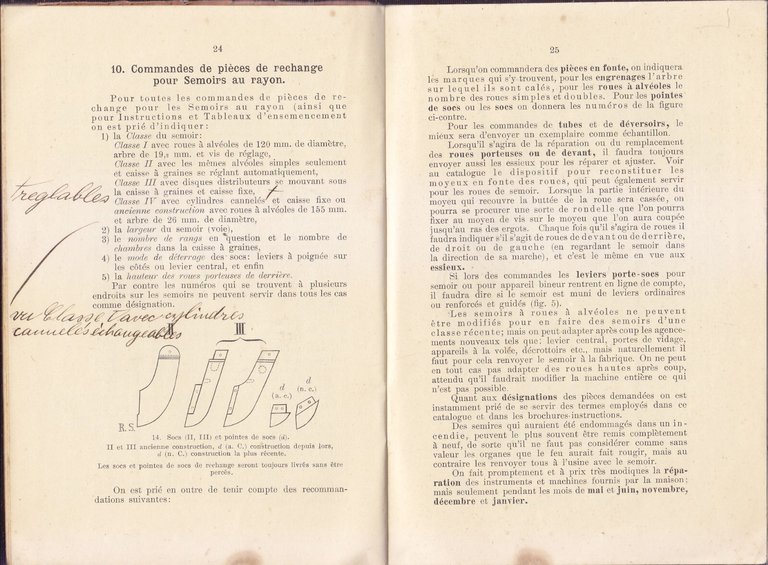 24
10. Commandes de pièces de rechange
pour Semoirs au rayon.
Pour toutes les commandes de pièces de re-
change pour les Semoirs au rayon (ainsi que
pour Instructions et Tableaux d'ensemencement
on est prié d'indiquer:
1) la Classe du semoir:
Classe I avec roues à alvéoles de 129 mm. de diamètre,
arbre de 19,8 mm. et vis de réglage,
Classe II avec les mêmes alvéoles simples seulement
et caisse à graines se réglant automatiquement,
Classe III avec disques distributeurs se mouvant sous
la caisse à graines et caisse fixe,
treglables
Classe IV avec cylindres cannelés et caisse fixe ou
ancienne construction avec roues à alvéoles de 155 mm.
et arbre de 26 mm. de diamètre,
2) la largeur du semoir (voie),
3) le nombre de rangs en question et le nombre de
chambres dans la caisse à graines,
4) le mode de déterrage des socs: leviers à poignée sur
les côtés ou levier central, et enfin
5) la hauteur des roues porteuses de derrière.
Par contre les numéros qui se trouvent à plusieurs
endroits sur les semoirs ne peuvent servir dans tous les cas
comme désignation.
Classe avec cylindres
cannelés échangeables
II III
d
(a. c.)
d
(n. c.)
R.S.
14. Socs (II, III) et pointes de socs (d).
II et III ancienne construction, d (a. C.) construction depuis lors,
d (n. C.) construction la plus récente.
Les socs et pointes de socs de rechange seront toujours livrés sans être
percés.
On est prié en outre de tenir compte des recomman-
dations suivantes:
25
Lorsqu'on commandera des pièces en fonte, on indiquera
les marques qui s'y trouvent, pour les engrenages l'arbre
sur lequel ils sont calés, pour les roues à alvéoles le
nombre des roues simples et doubles. Pour les pointes
de socs ou les socs on donnera les numéros de la figure
ci-contre.
Pour les commandes de tubes et de déversoirs, le
mieux sera d'envoyer un exemplaire comme échantillon.
Lorsqu'il s'agira de la réparation ou du remplacement
des roues porteuses ou de devant, il faudra toujours
envoyer aussi les essieux pour les réparer et ajuster. Voir
au catalogue le dispositif pour reconstituer les
moyeux en fonte des roues, qui peut également servir
pour les roues de semoir. Lorsque la partie intérieure du
moyeu qui recouvre la buttée de la roue sera cassée, on
pourra se procurer une sorte de rondelle que l'on pourra
fixer au moyen de vis sur le moyeu que l'on aura coupée
jusqu'au ras des ergots. Chaque fois qu'il s'agira de roues il
faudra indiquer s'il s'agit de roues de devant ou de derrière,
de droit ou de gauche (en regardant le semoir dans
la direction de sa marche), et c'est le même en vue aux
essieux.
Si lors des commandes les leviers porte-socs pour
semoir ou pour appareil bineur rentrent en ligne de compte,
il faudra dire si le semoir est muni de leviers ordinaires
ou renforcés et guidés (fig. 5).
Les semoirs à roues à alvéoles ne peuvent
être modifiés pour en faire des semoirs d'une
classe récente; mais on peut adapter après coup les agence-
ments nouveaux tels que: levier central, portes de vidage,
appareils à la volée, décrottoirs etc., mais naturellement il
faut pour cela renvoyer le semoir à la fabrique. On ne peut
en tout cas pas adapter des roues hautes après coup,
attendu qu'il faudrait modifier la machine entière ce qui
n'est pas possible.
Quant aux désignations des pièces demandées on est
instamment prié de se servir des termes employés dans ce
catalogue et dans les brochures-instructions.
Des semires qui auraient été endommagés dans un in-
cendie, peuvent le plus souvent être remis complètement
à neuf, de sorte qu'il ne faut pas considérer comme sans
valeur les organes que le feu aurait fait rougir, mais au
contraire les renvoyer tous à l'usine avec le semoir.
On fait promptement et à prix très modiques la répa-
ration des instruments et machines fournis par la maison;
mais seulement pendant les mois de mai et juin, novembre,
décembre et janvier.